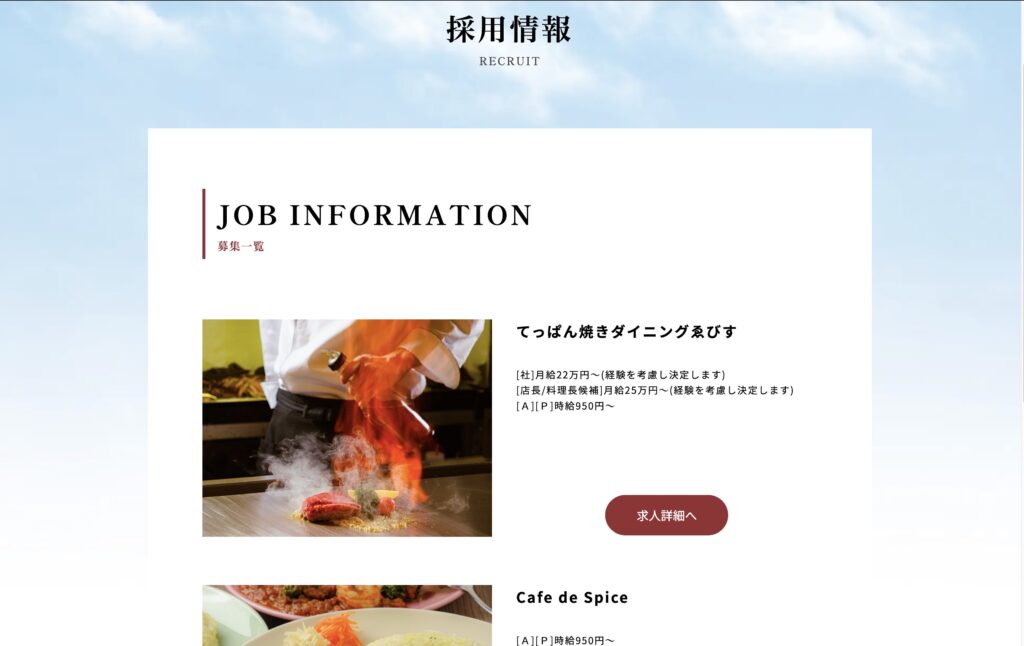 採用情報
RECRUIT
JOB INFORMATION
募集一覧
てっぱん焼きダイニングゑびす
[社]月給22万円～(経験を考慮し決定します)
[店長/料理長候補]月給25万円～(経験を考慮し決定します)
[Ａ][Ｐ]時給950円～
求人詳細へ
Cafe de Spice
[Ａ][Ｐ]時給950円～